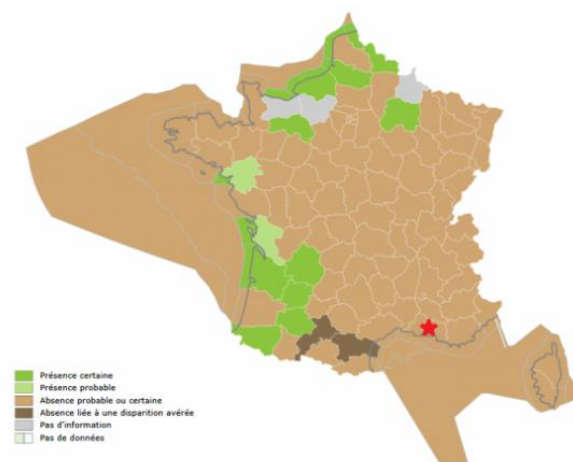 Présence certaine
Présence probable
Absence probable ou certaine
Absence liée à une disparition avérée
Pas d'information
Pas de données